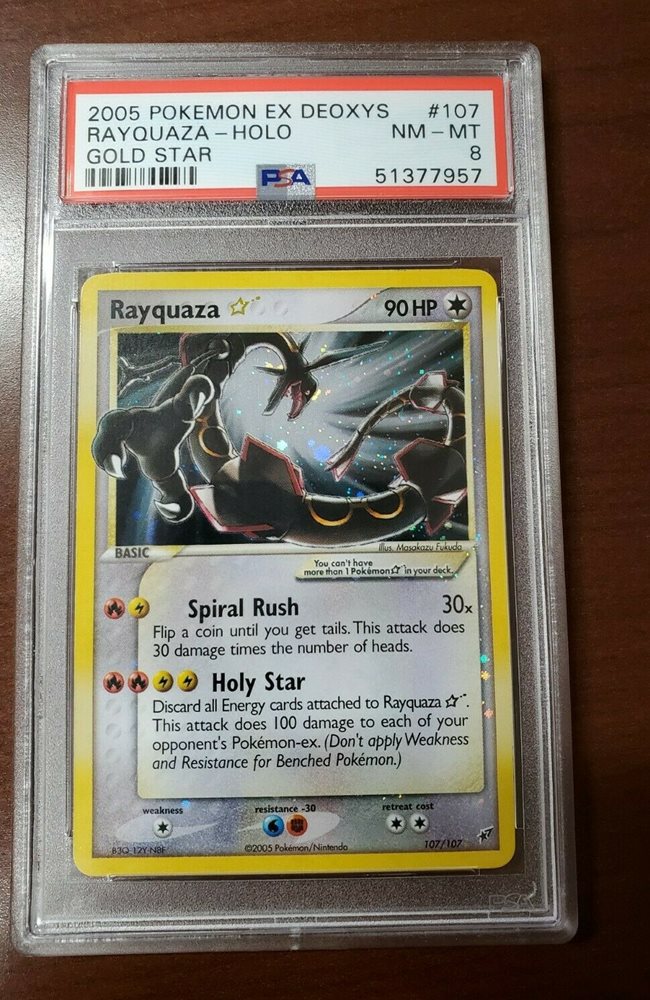 2005 POKEMON EX DEOXYS #107
RAYQUAZA - HOLO NM - MT
GOLD STAR 8
PSA 51377957
Rayquaza ☆ 90 HP
BASIC
Illus. Masakazu Fukuda
You can't have
more than 1 Pokémon ☆ in your deck.
Spiral Rush 30x
Flip a coin until you get tails. This attack does
30 damage times the number of heads.
Holy Star
Discard all Energy cards attached to Rayquaza ☆.
This attack does 100 damage to each of your
opponent's Pokémon-ex. (Don't apply Weakness
and Resistance for Benched Pokémon.)
weakness resistance -30 retreat cost
B3Q-12Y-NBF ©2005 Pokémon/Nintendo 107/107
PSA